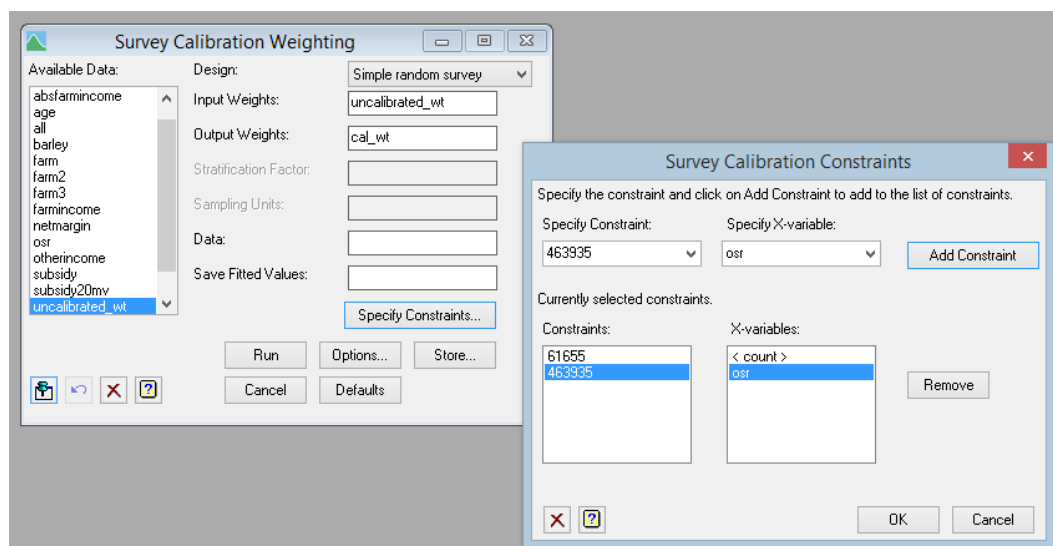 Survey Calibration Weighting
Available Data:
absfarmincome
age
all
barley
farm
farm2
farm3
farmincome
netmargin
osr
otherincome
subsidy
subsidy20mv
uncalibrated_wt
Design:
Simple random survey
Input Weights:
uncalibrated_wt
Output Weights:
cal_wt
Stratification Factor:
Sampling Units:
Data:
Save Fitted Values:
Specify Constraints...
Run
Options...
Store...
Cancel
Defaults
Survey Calibration Constraints
Specify the constraint and click on Add Constraint to add to the list of constraints.
Specify Constraint:
Specify X-variable:
463935
osr
Add Constraint
Currently selected constraints.
Constraints:
X-variables:
61655
< count >
463935
osr
Remove
OK
Cancel